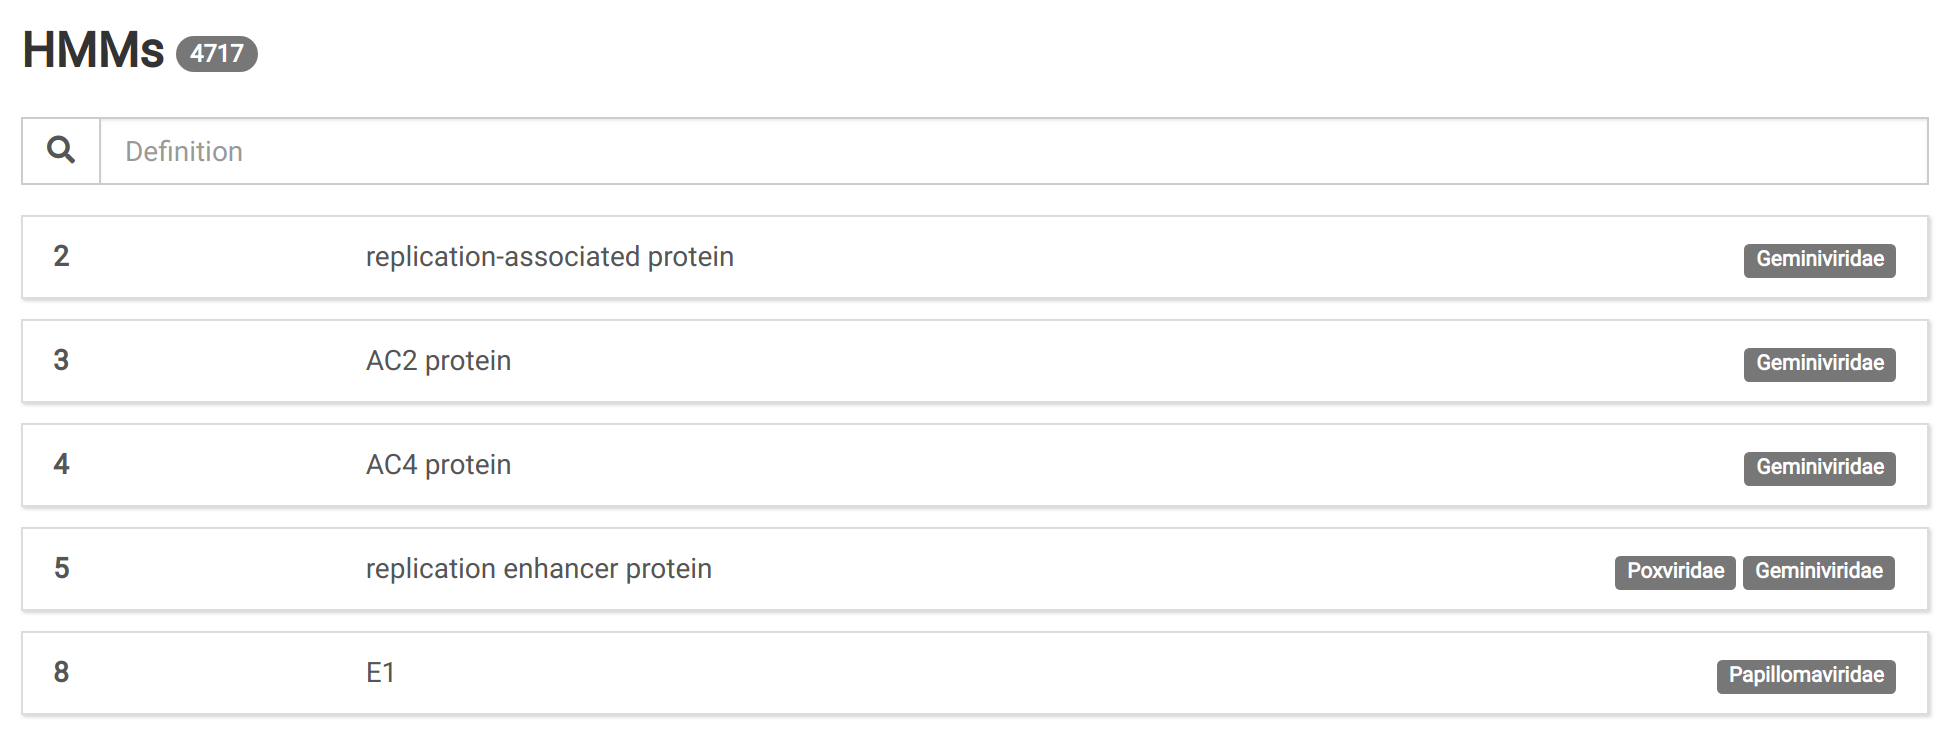 HMMs 4717
Definition
2 replication-associated protein Geminiviridae
3 AC2 protein Geminiviridae
4 AC4 protein Geminiviridae
5 replication enhancer protein Poxviridae Geminiviridae
8 E1 Papillomaviridae